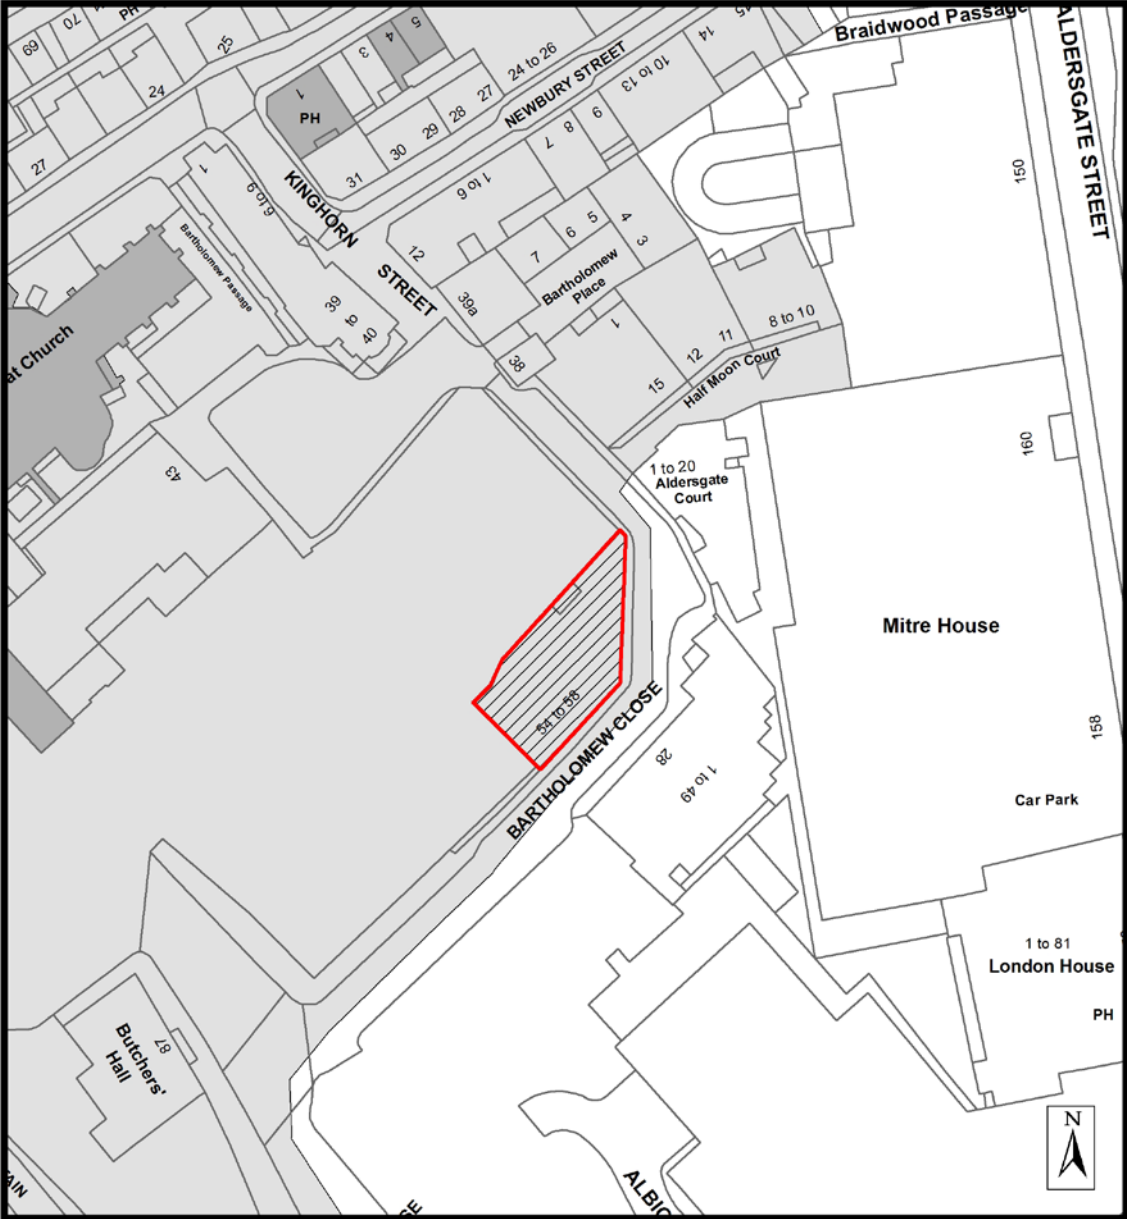 PH
70
69
25
24
27
5
4
3
1
PH
24 to 26
27
28
29
30
31
NEWBURY STREET
10 to 13
14
15
Braidwood Passage
ALDERSGATE STREET
9
8
7
1 to 6
1
6 to 9
KINGHORN
STREET
Bartholomew Passage
12
39a
39
to
40
38
7
6
5
4
3
Bartholomew
Place
1
15
12
11
8 to 10
Half Moon Court
150
160
at Church
43
1 to 20
Aldersgate
Court
Mitre House
158
Car Park
54 to 58
BARTHOLOMEW CLOSE
28
1 to 49
1 to 81
London House
PH
Butchers'
Hall
87
AIN
SE
ALBIO
N